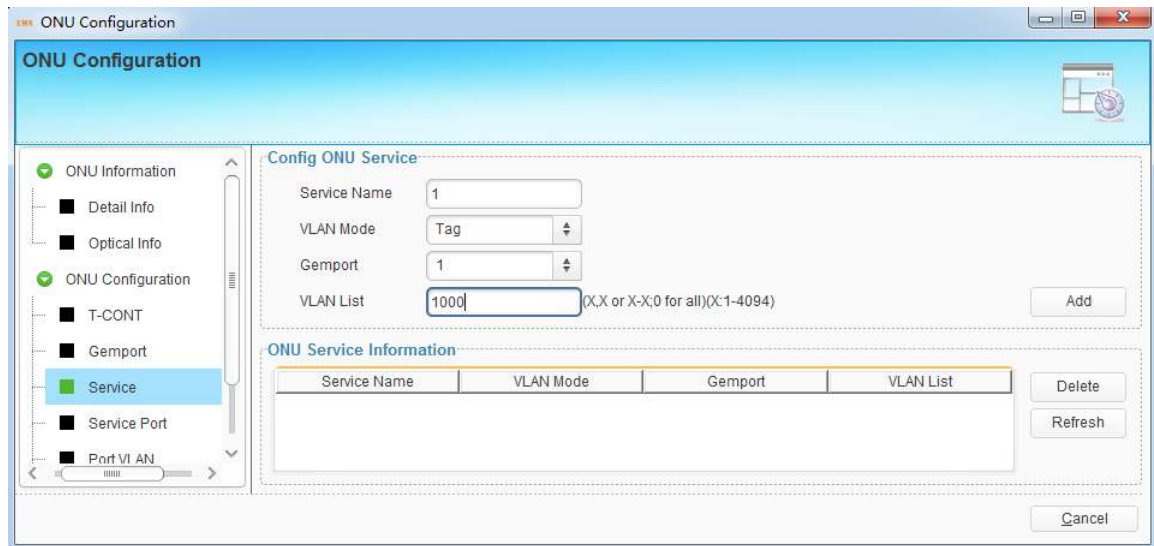 EMS ONU Configuration
ONU Configuration
ONU Information
Detail Info
Optical Info
ONU Configuration
T-CONT
Gemport
Service
Service Port
Port VLAN
Config ONU Service
Service Name 1
VLAN Mode Tag
Gemport 1
VLAN List 1000 (X,X or X-X;0 for all)(X:1-4094) Add
ONU Service Information
Service Name VLAN Mode Gemport VLAN List
Delete
Refresh
Cancel